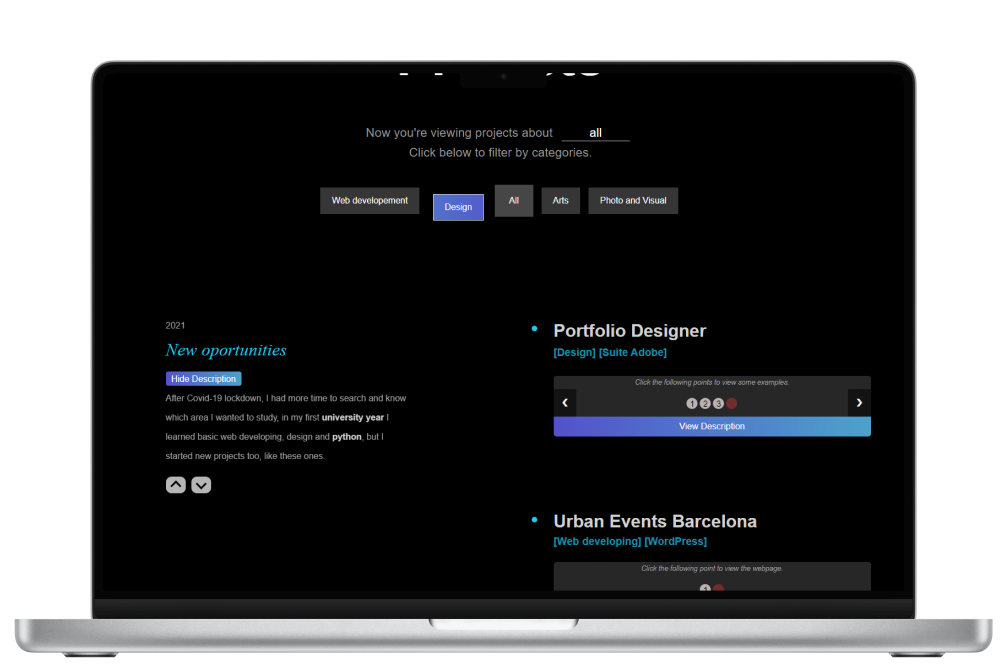 Now you're viewing projects about all
Click below to filter by categories.
Web developement
Design
All
Arts
Photo and Visual
2021
New oportunities
Hide Description
After Covid-19 lockdown, I had more time to search and know
which area I wanted to study, in my first university year I
learned basic web developing, design and python, but I
started new projects too, like these ones.
Portfolio Designer
[Design] [Suite Adobe]
Click the following points to view some examples.
1 2 3
View Description
Urban Events Barcelona
[Web developing] [WordPress]
Click the following point to view the webpage.
1